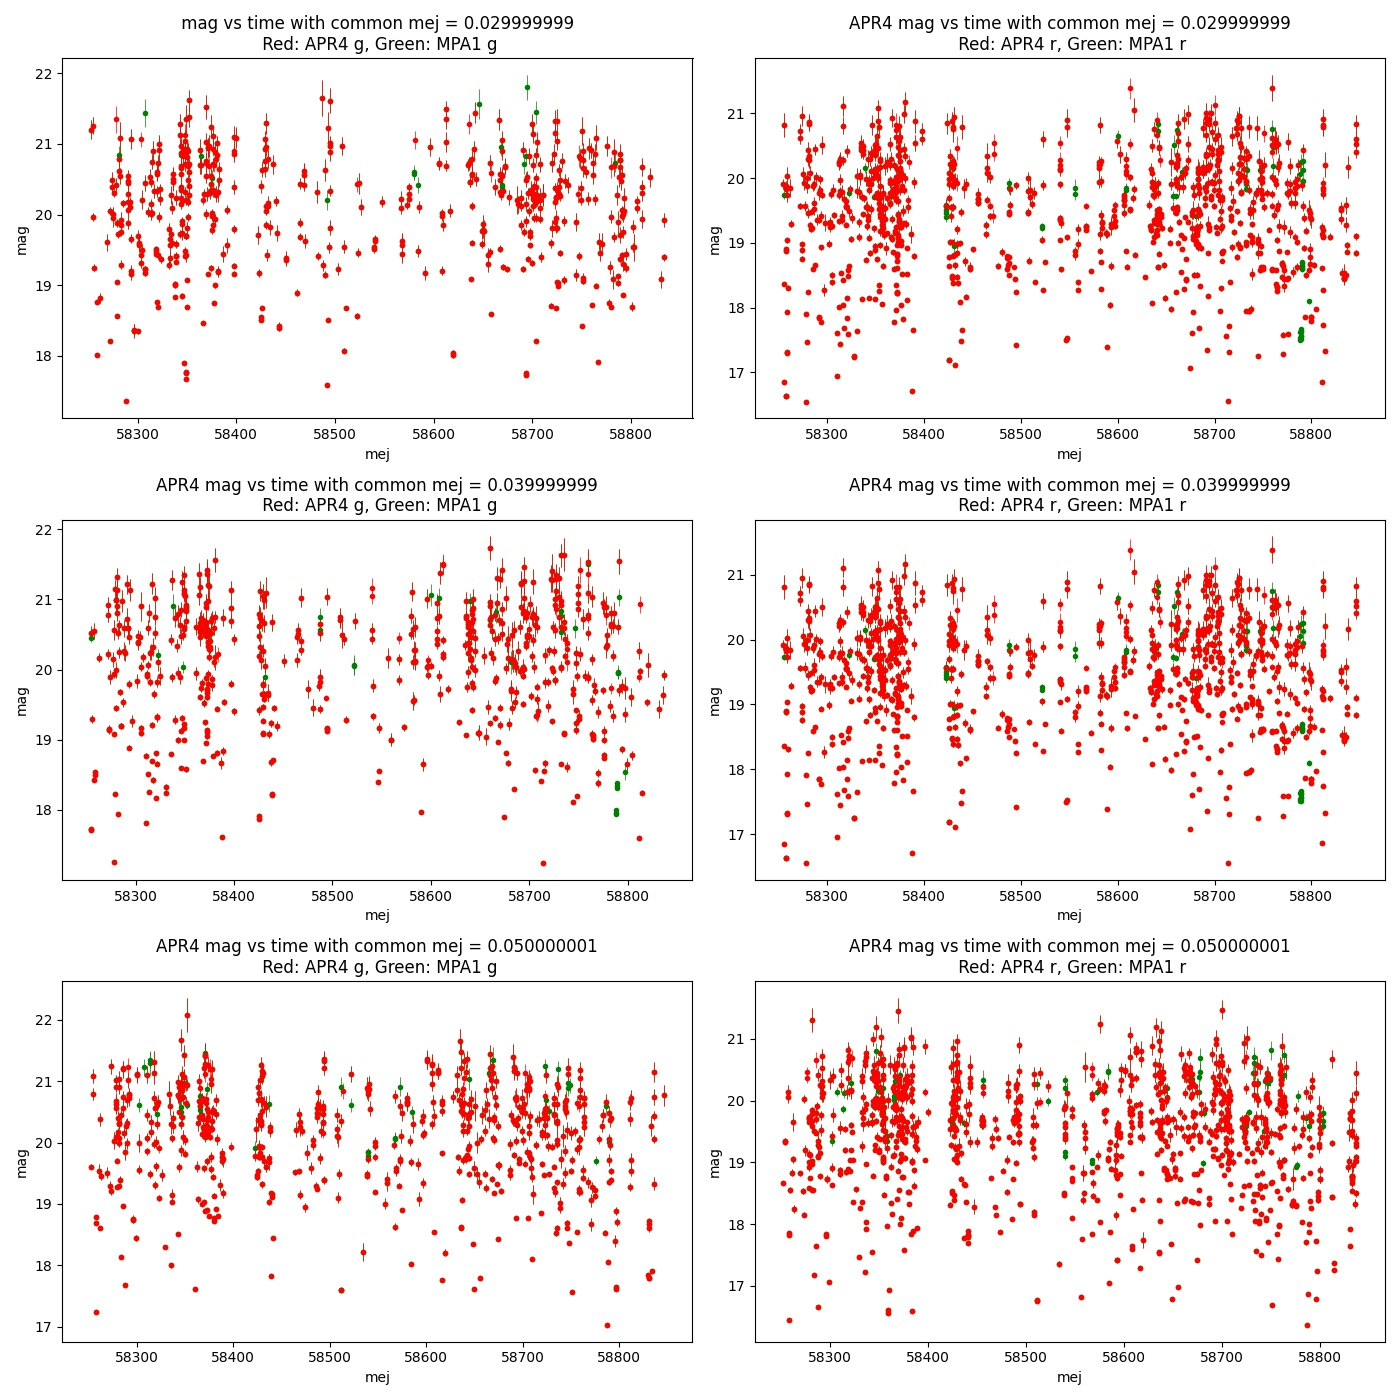 mag vs time with common mej = 0.029999999
Red: APR4 g, Green: MPA1 g
22
21
20
19
18
mag
58300 58400 58500 58600 58700 58800
mej
APR4 mag vs time with common mej = 0.029999999
Red: APR4 r, Green: MPA1 r
21
20
19
18
17
mag
58300 58400 58500 58600 58700 58800
mej
APR4 mag vs time with common mej = 0.039999999
Red: APR4 g, Green: MPA1 g
22
21
20
19
18
mag
58300 58400 58500 58600 58700 58800
mej
APR4 mag vs time with common mej = 0.039999999
Red: APR4 r, Green: MPA1 r
21
20
19
18
17
mag
58300 58400 58500 58600 58700 58800
mej
APR4 mag vs time with common mej = 0.050000001
Red: APR4 g, Green: MPA1 g
22
21
20
19
18
17
mag
58300 58400 58500 58600 58700 58800
mej
APR4 mag vs time with common mej = 0.050000001
Red: APR4 r, Green: MPA1 r
21
20
19
18
17
mag
58300 58400 58500 58600 58700 58800
mej